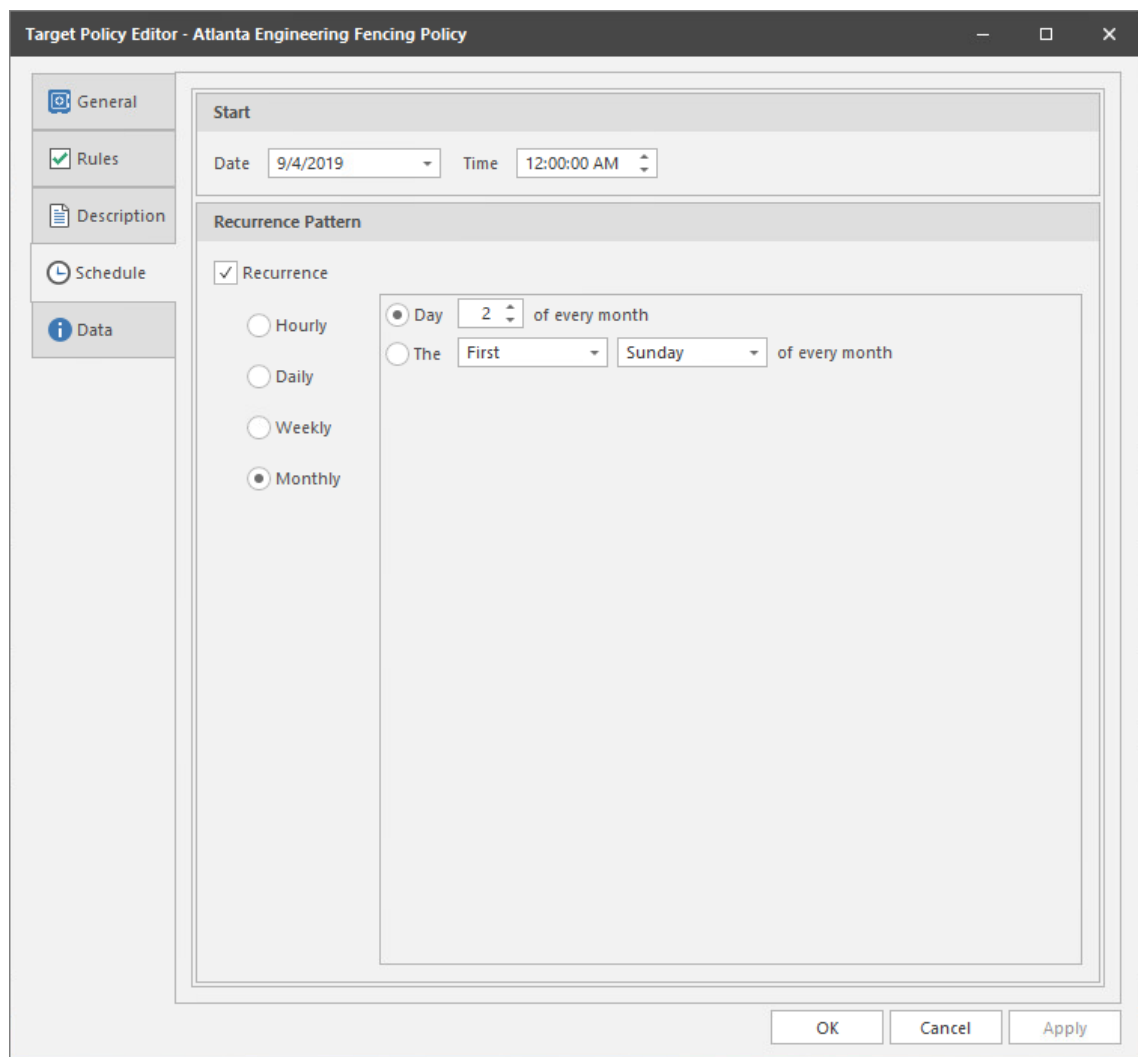 Target Policy Editor - Atlanta Engineering Fencing Policy
General
Rules
Description
Schedule
Data
Start
Date 9/4/2019 Time 12:00:00 AM
Recurrence Pattern
Recurrence
Hourly
Daily
Weekly
Monthly
Day 2 of every month
The First Sunday of every month
OK Cancel Apply